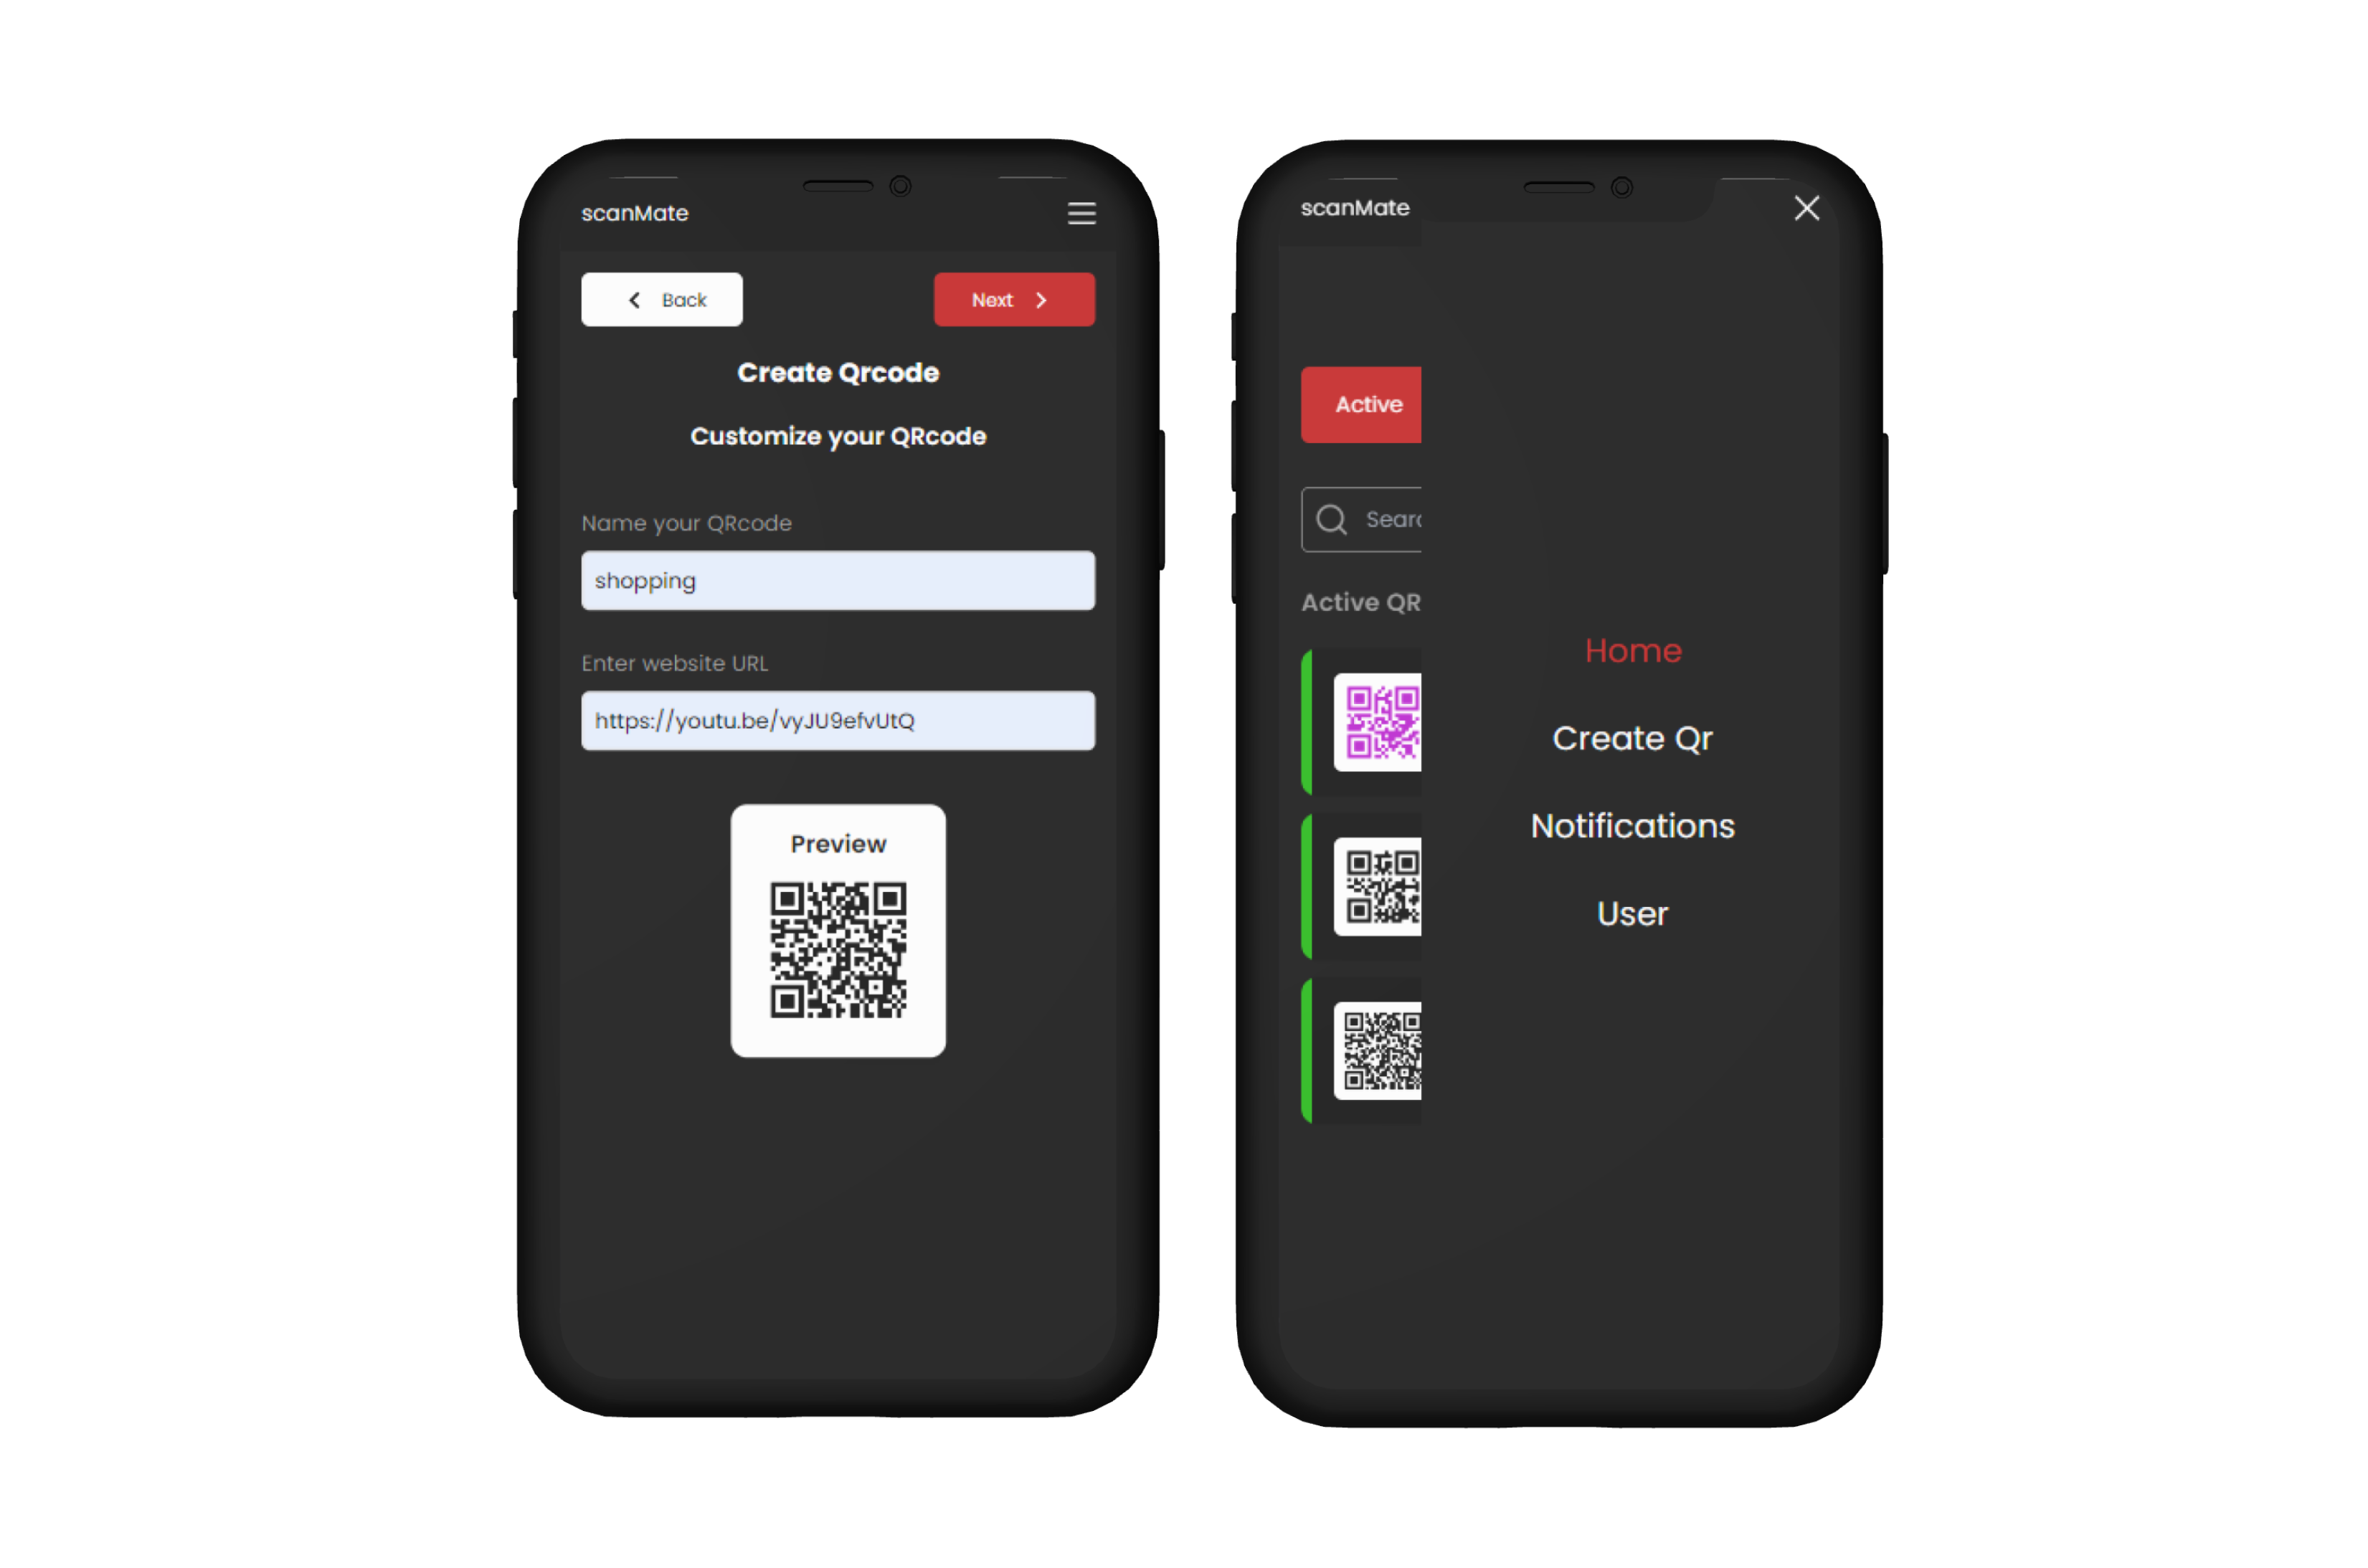 scanMate
Back
Next
Create Qrcode
Customize your QRcode
Name your QRcode
shopping
Enter website URL
https://youtu.be/vyJU9efvUtQ
Preview
scanMate
Active
Searc
Active QR
Home
Create Qr
Notifications
User